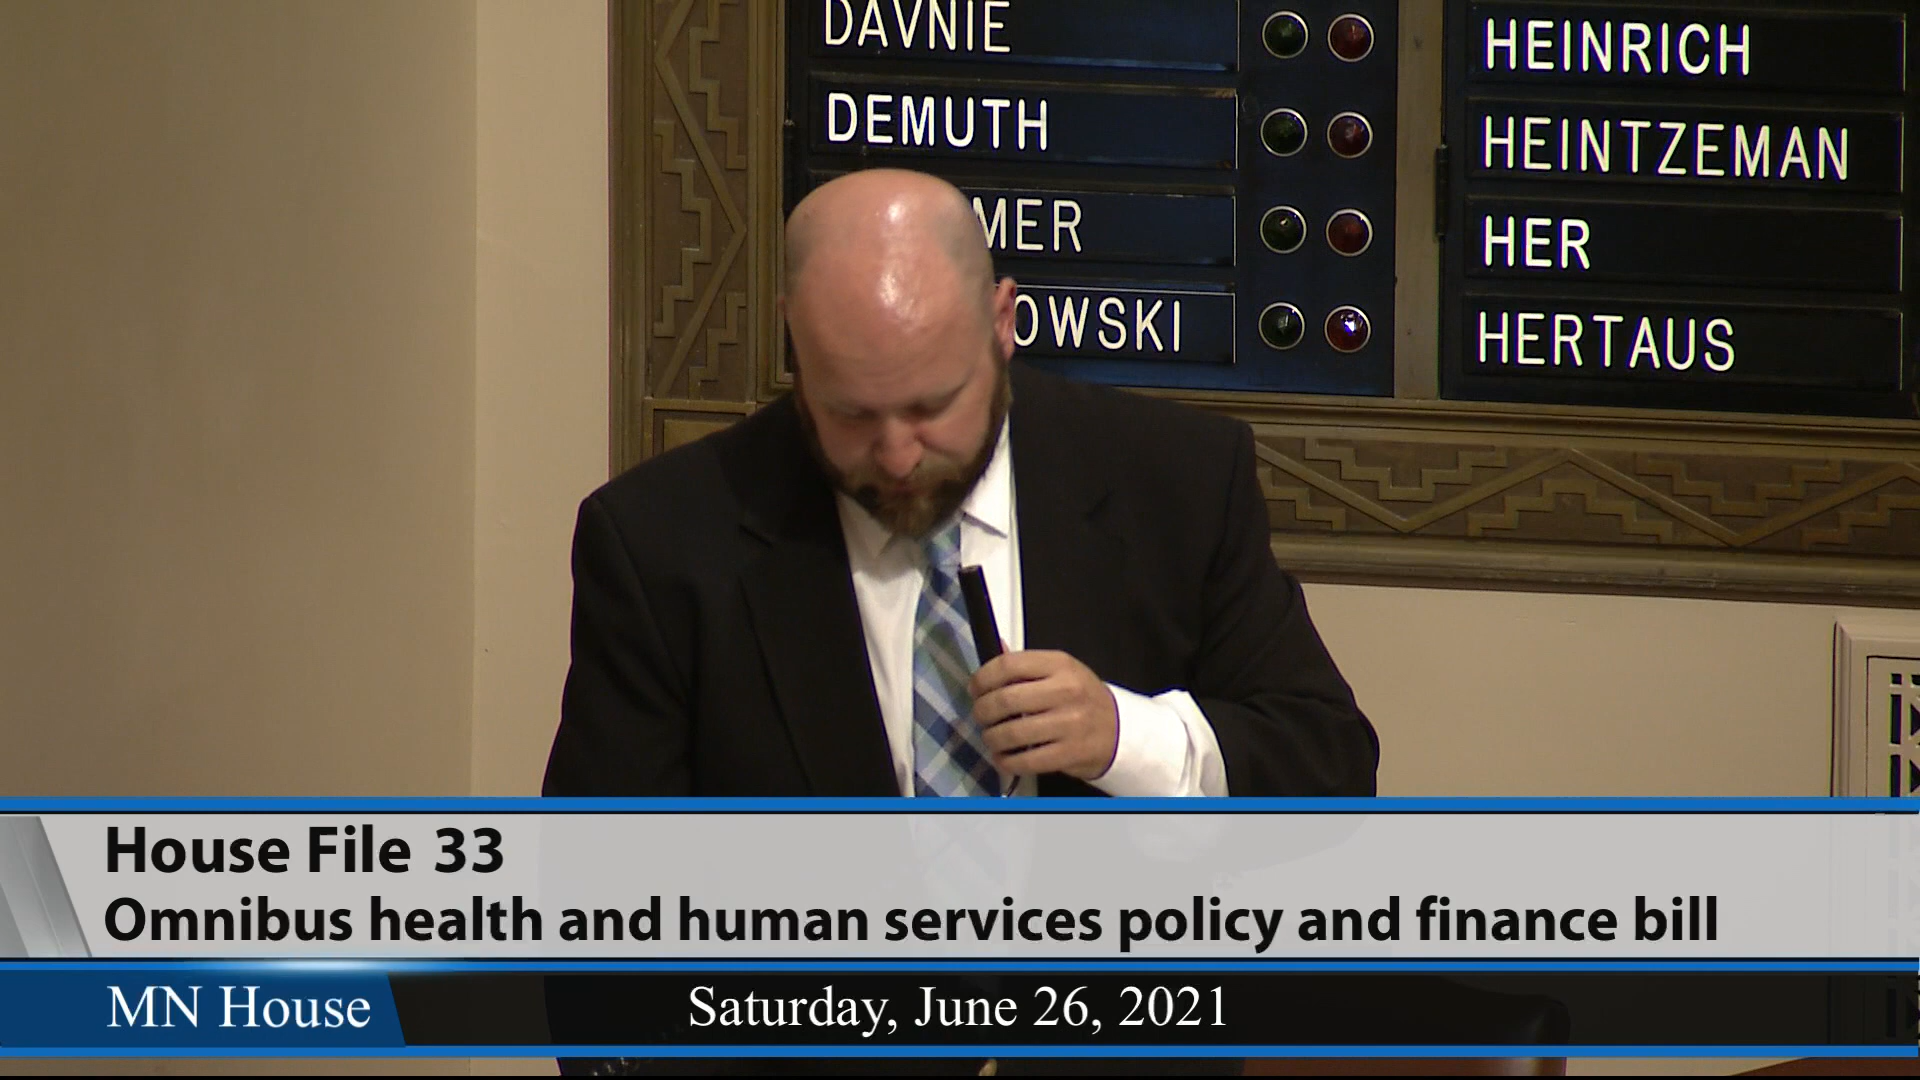 DAVNIE
DEMUTH
MER
OWSKI
HEINRICH
HEINTZEMAN
HER
HERTAUS
House File 33
Omnibus health and human services policy and finance bill
MN House
Saturday, June 26, 2021